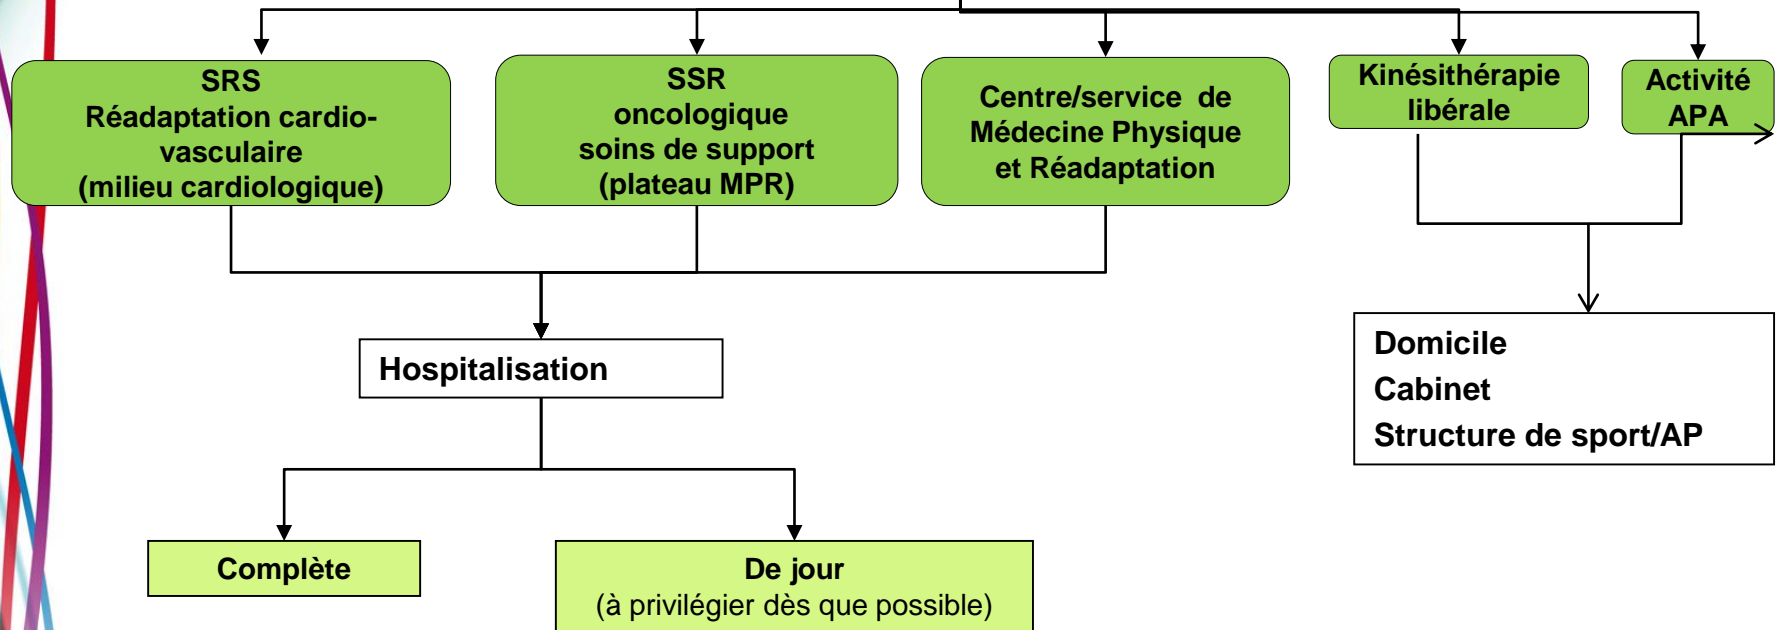 SRS
Réadaptation cardio-
vasculaire
(milieu cardiologique)
SSR
oncologique
soins de support
(plateau MPR)
Centre/service de
Médecine Physique
et Réadaptation
Kinésithérapie
libérale
Activité
APA
Hospitalisation
Domicile
Cabinet
Structure de sport/AP
Complète
De jour
(à privilégier dès que possible)